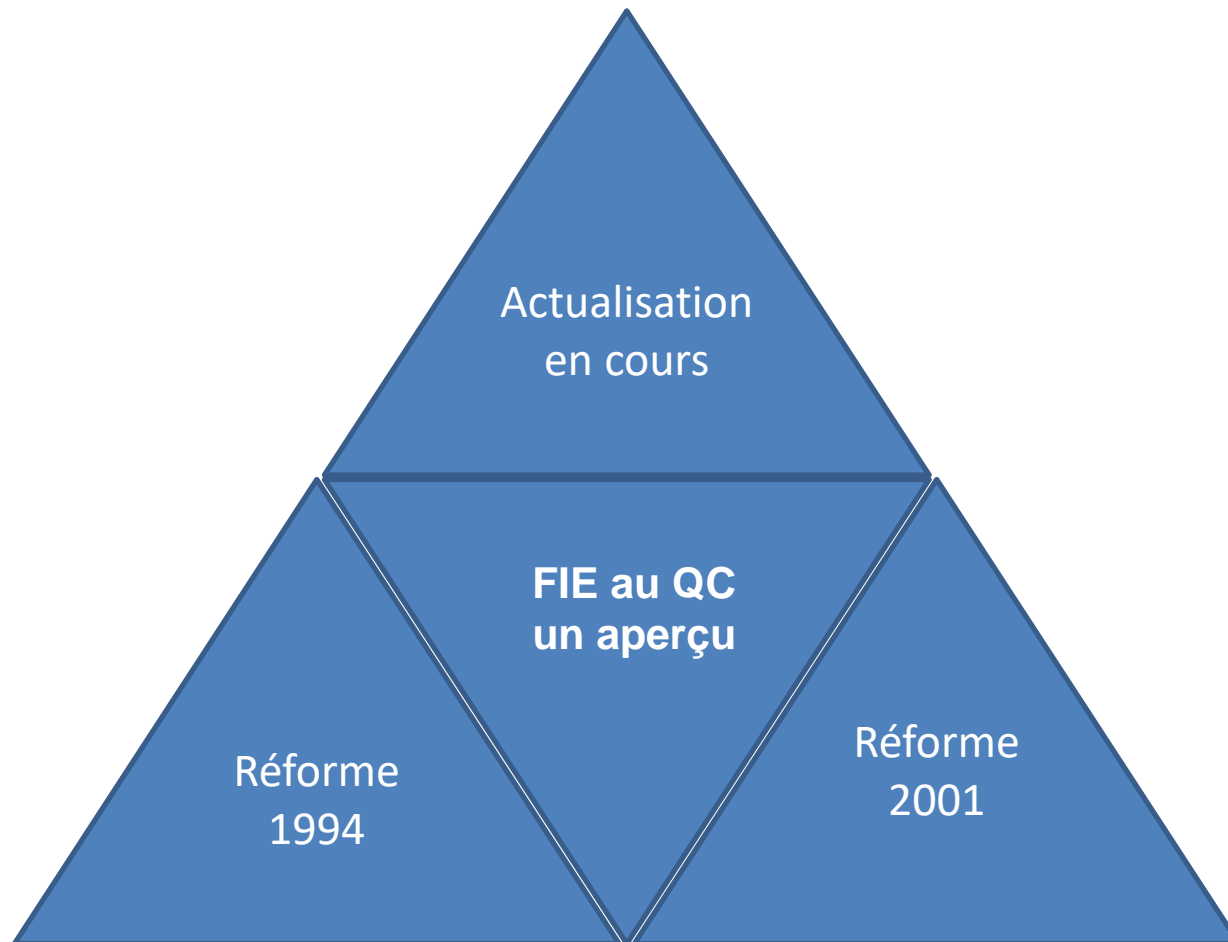 Actualisation
en cours
FIE au QC
un aperçu
Réforme
1994
Réforme
2001